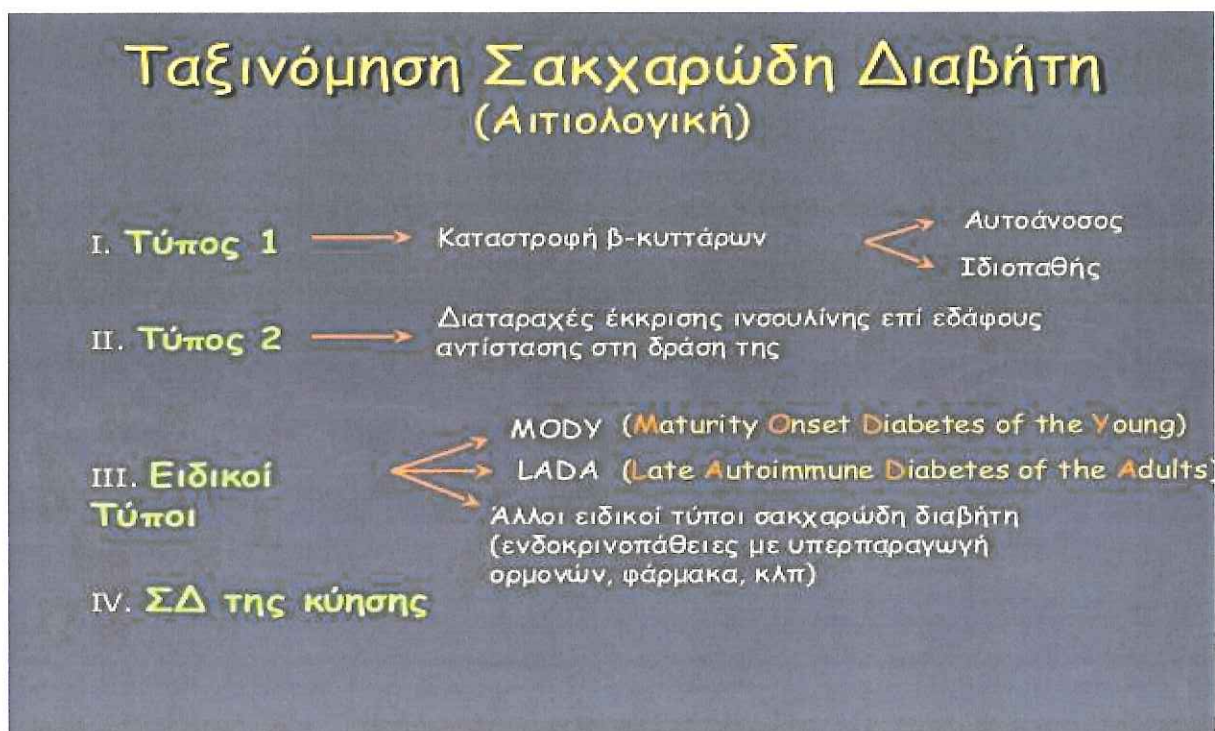 Ταξινόμηση Σακχαρώδη Διαβήτη
(Αιτιολογική)
I. Τύπος 1
Καταστροφή β-κυττάρων
Αυτοάνοσος
Ιδιοπαθής
II. Τύπος 2
Διαταραχές έκκρισης ινσουλίνης επί εδάφους
αντίστασης στη δράση της
III. Ειδικοί
Τύποι
MODY (Maturity Onset Diabetes of the Young)
LADA (Late Autoimmune Diabetes of the Adults)
Άλλοι ειδικοί τύποι σακχαρώδη διαβήτη
(ενδοκρινοπάθειες με υπερπαραγωγή
ορμονών, φάρμακα, κλπ)
IV. ΣΔ της κύησης